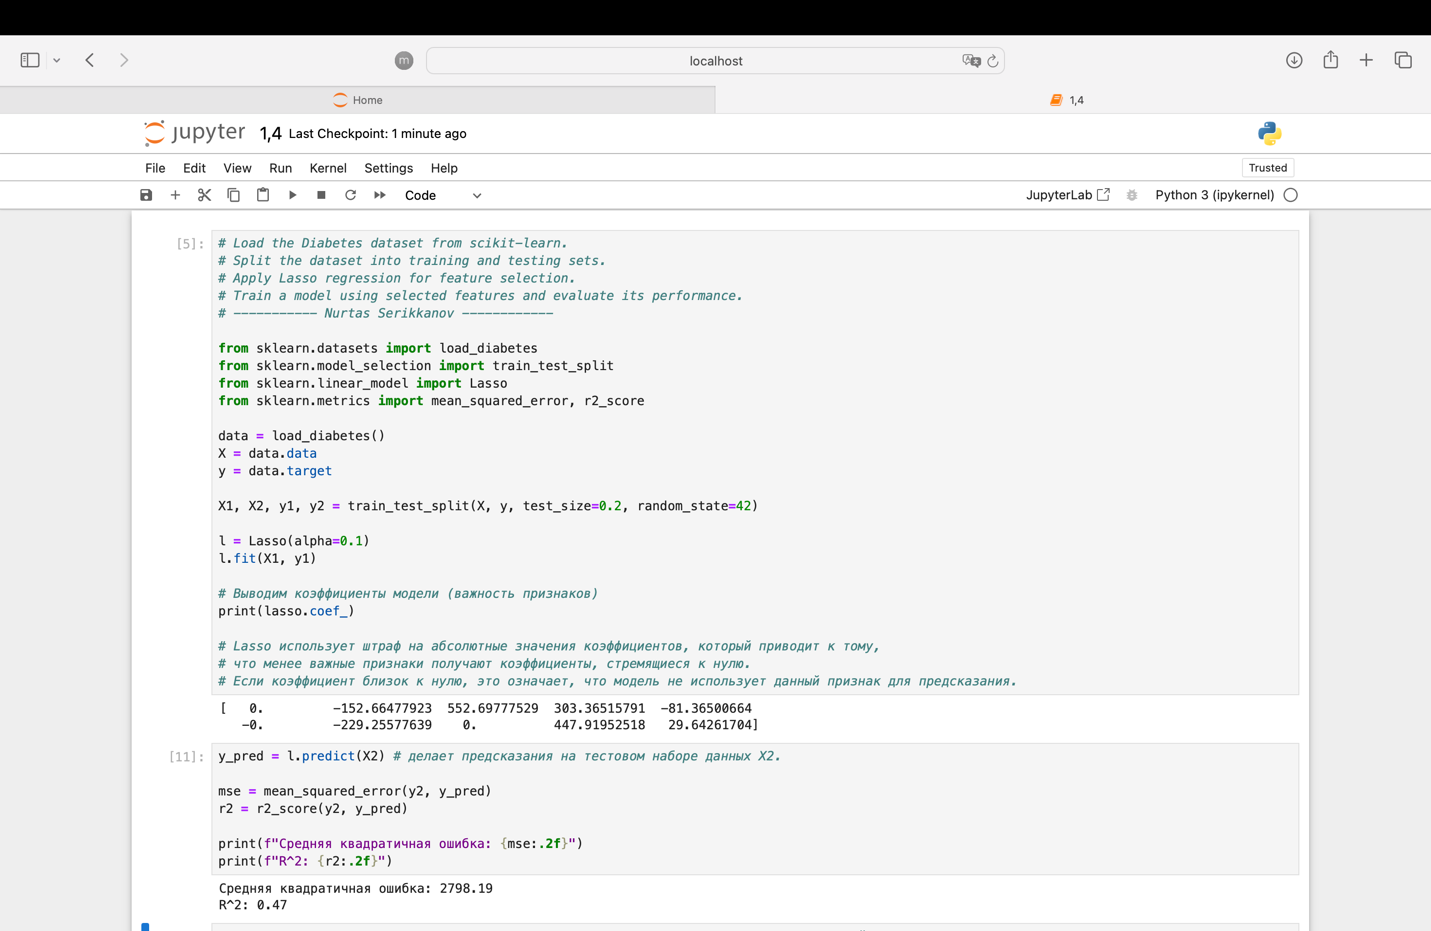 m
localhost
Home
1,4
jupyter 1,4 Last Checkpoint: 1 minute ago
File Edit View Run Kernel Settings Help
Trusted
Code
JupyterLab
Python 3 (ipykernel)
[5]:
# Load the Diabetes dataset from scikit-learn.
# Split the dataset into training and testing sets.
# Apply Lasso regression for feature selection.
# Train a model using selected features and evaluate its performance.
# ----------- Nurtas Serikkanov ------------
from sklearn.datasets import load_diabetes
from sklearn.model_selection import train_test_split
from sklearn.linear_model import Lasso
from sklearn.metrics import mean_squared_error, r2_score
data = load_diabetes()
X = data.data
y = data.target
X1, X2, y1, y2 = train_test_split(X, y, test_size=0.2, random_state=42)
l = Lasso(alpha=0.1)
l.fit(X1, y1)
# Выводим коэффициенты модели (важность признаков)
print(lasso.coef_)
# Lasso использует штраф на абсолютные значения коэффициентов, который приводит к тому,
# что менее важные признаки получают коэффициенты, стремящиеся к нулю.
# Если коэффициент близок к нулю, это означает, что модель не использует данный признак для предсказания.
[ 0. -152.66477923 552.69777529 303.36515791 -81.36500664
-0. -229.25577639 0. 447.91952518 29.64261704]
[11]:
y_pred = l.predict(X2) # делает предсказания на тестовом наборе данных X2.
mse = mean_squared_error(y2, y_pred)
r2 = r2_score(y2, y_pred)
print(f"Средняя квадратичная ошибка: {mse:.2f}")
print(f"R^2: {r2:.2f}")
Средняя квадратичная ошибка: 2798.19
R^2: 0.47